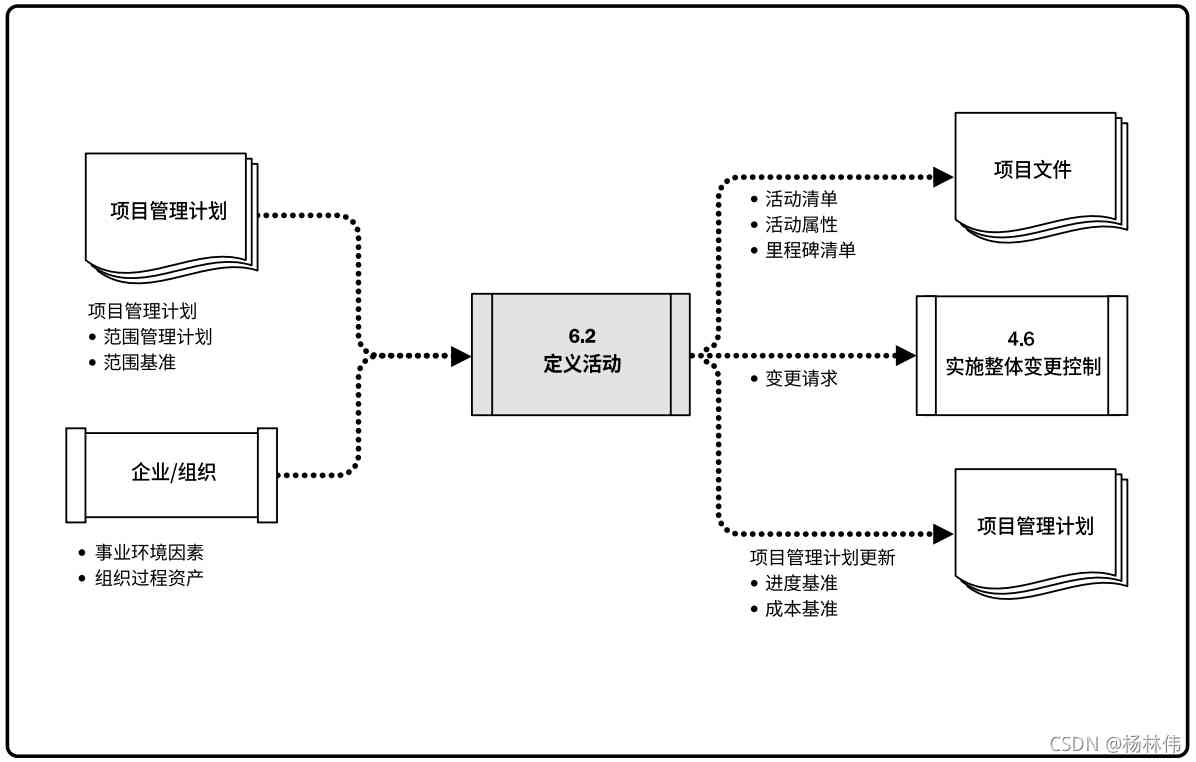 项目管理计划
项目管理计划
• 范围管理计划
• 范围基准
企业/组织
• 事业环境因素
• 组织过程资产
6.2
定义活动
• 活动清单
• 活动属性
• 里程碑清单
项目文件
• 变更请求
4.6
实施整体变更控制
项目管理计划更新
• 进度基准
• 成本基准
项目管理计划
CSDN @杨林伟